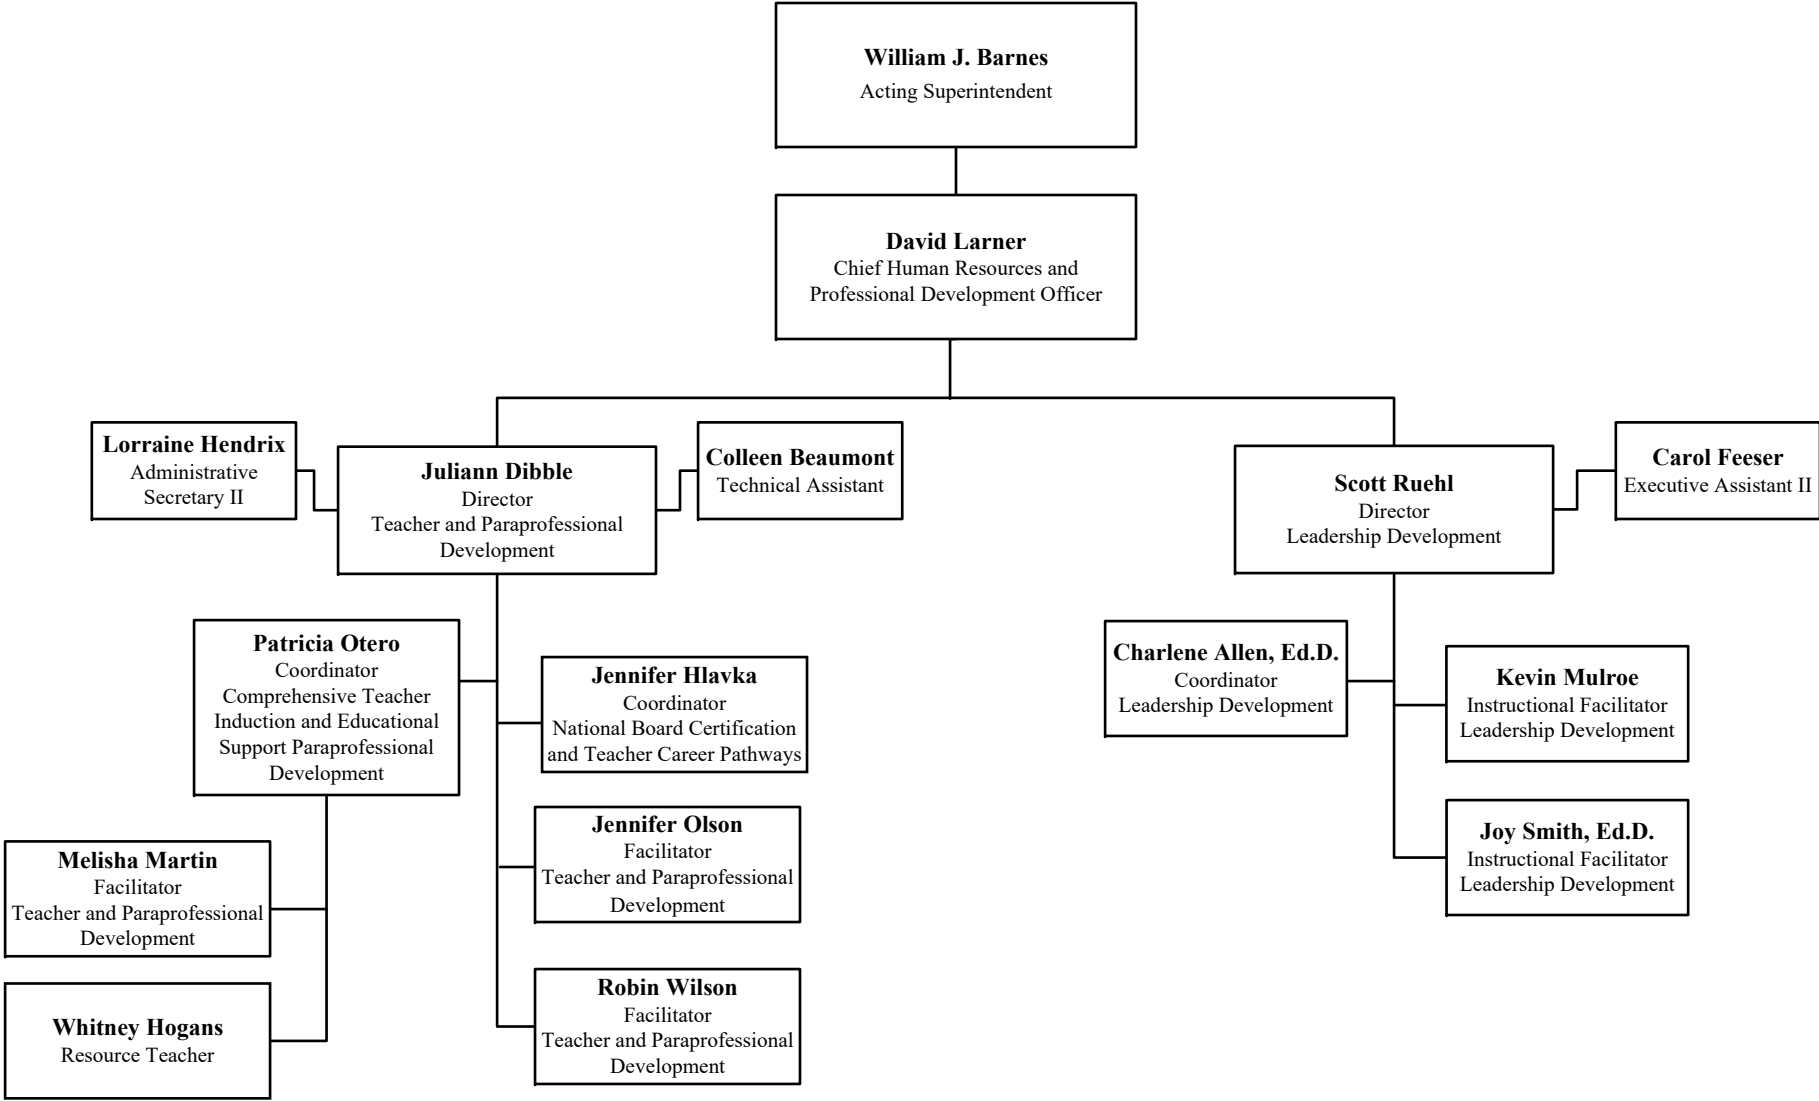 William J. Barnes
Acting Superintendent
David Larner
Chief Human Resources and
Professional Development Officer
Lorraine Hendrix
Administrative
Secretary II
Juliann Dibble
Director
Teacher and Paraprofessional
Development
Colleen Beaumont
Technical Assistant
Scott Ruehl
Director
Leadership Development
Carol Feeser
Executive Assistant II
Patricia Otero
Coordinator
Comprehensive Teacher
Induction and Educational
Support Paraprofessional
Development
Jennifer Hlavka
Coordinator
National Board Certification
and Teacher Career Pathways
Charlene Allen, Ed.D.
Coordinator
Leadership Development
Kevin Mulroe
Instructional Facilitator
Leadership Development
Melisha Martin
Facilitator
Teacher and Paraprofessional
Development
Jennifer Olson
Facilitator
Teacher and Paraprofessional
Development
Joy Smith, Ed.D.
Instructional Facilitator
Leadership Development
Whitney Hogans
Resource Teacher
Robin Wilson
Facilitator
Teacher and Paraprofessional
Development